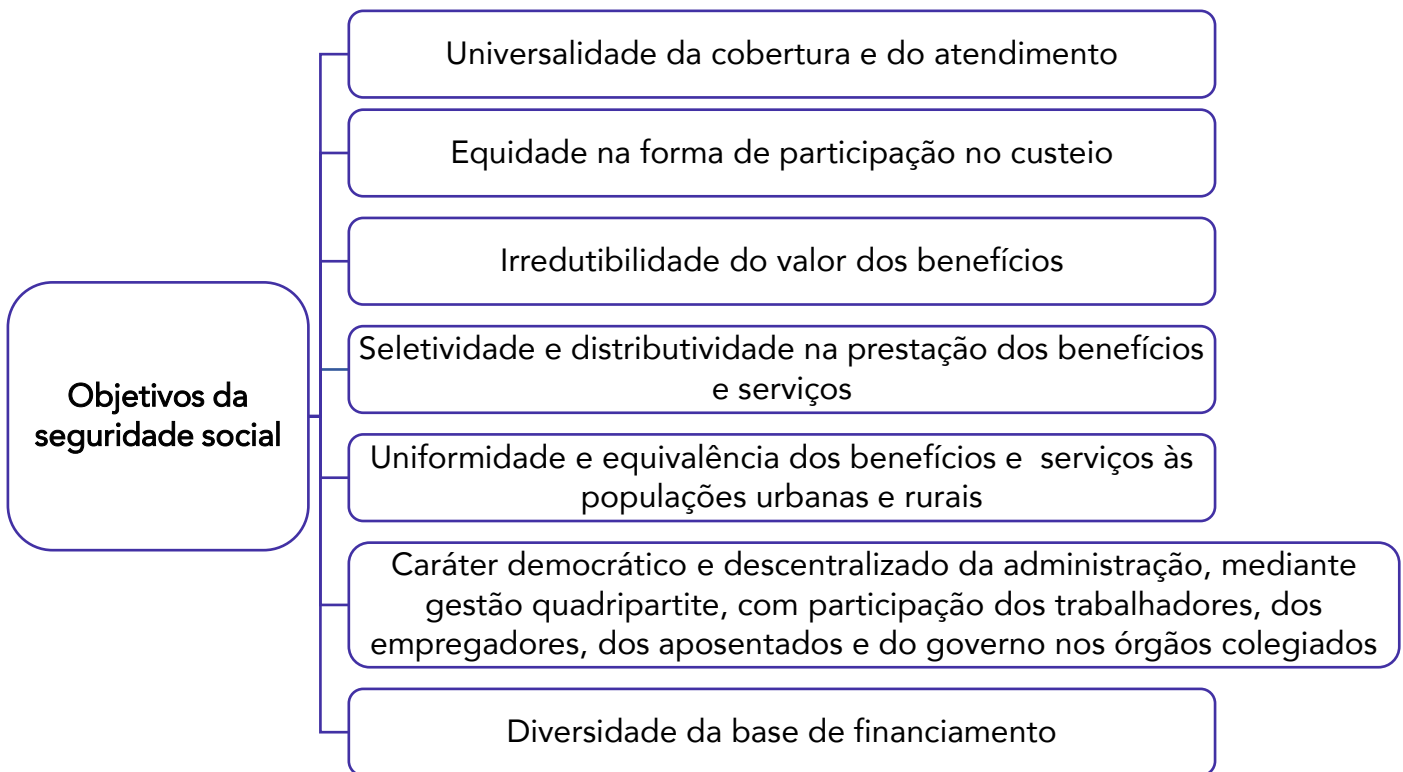 Universalidade da cobertura e do atendimento
Equidade na forma de participação no custeio
Irredutibilidade do valor dos benefícios
Seletividade e distributividade na prestação dos benefícios
e serviços
Objetivos da
seguridade social
Uniformidade e equivalência dos benefícios e serviços às
populações urbanas e rurais
Caráter democrático e descentralizado da administração, mediante
gestão quadripartite, com participação dos trabalhadores, dos
empregadores, dos aposentados e do governo nos órgãos colegiados
Diversidade da base de financiamento